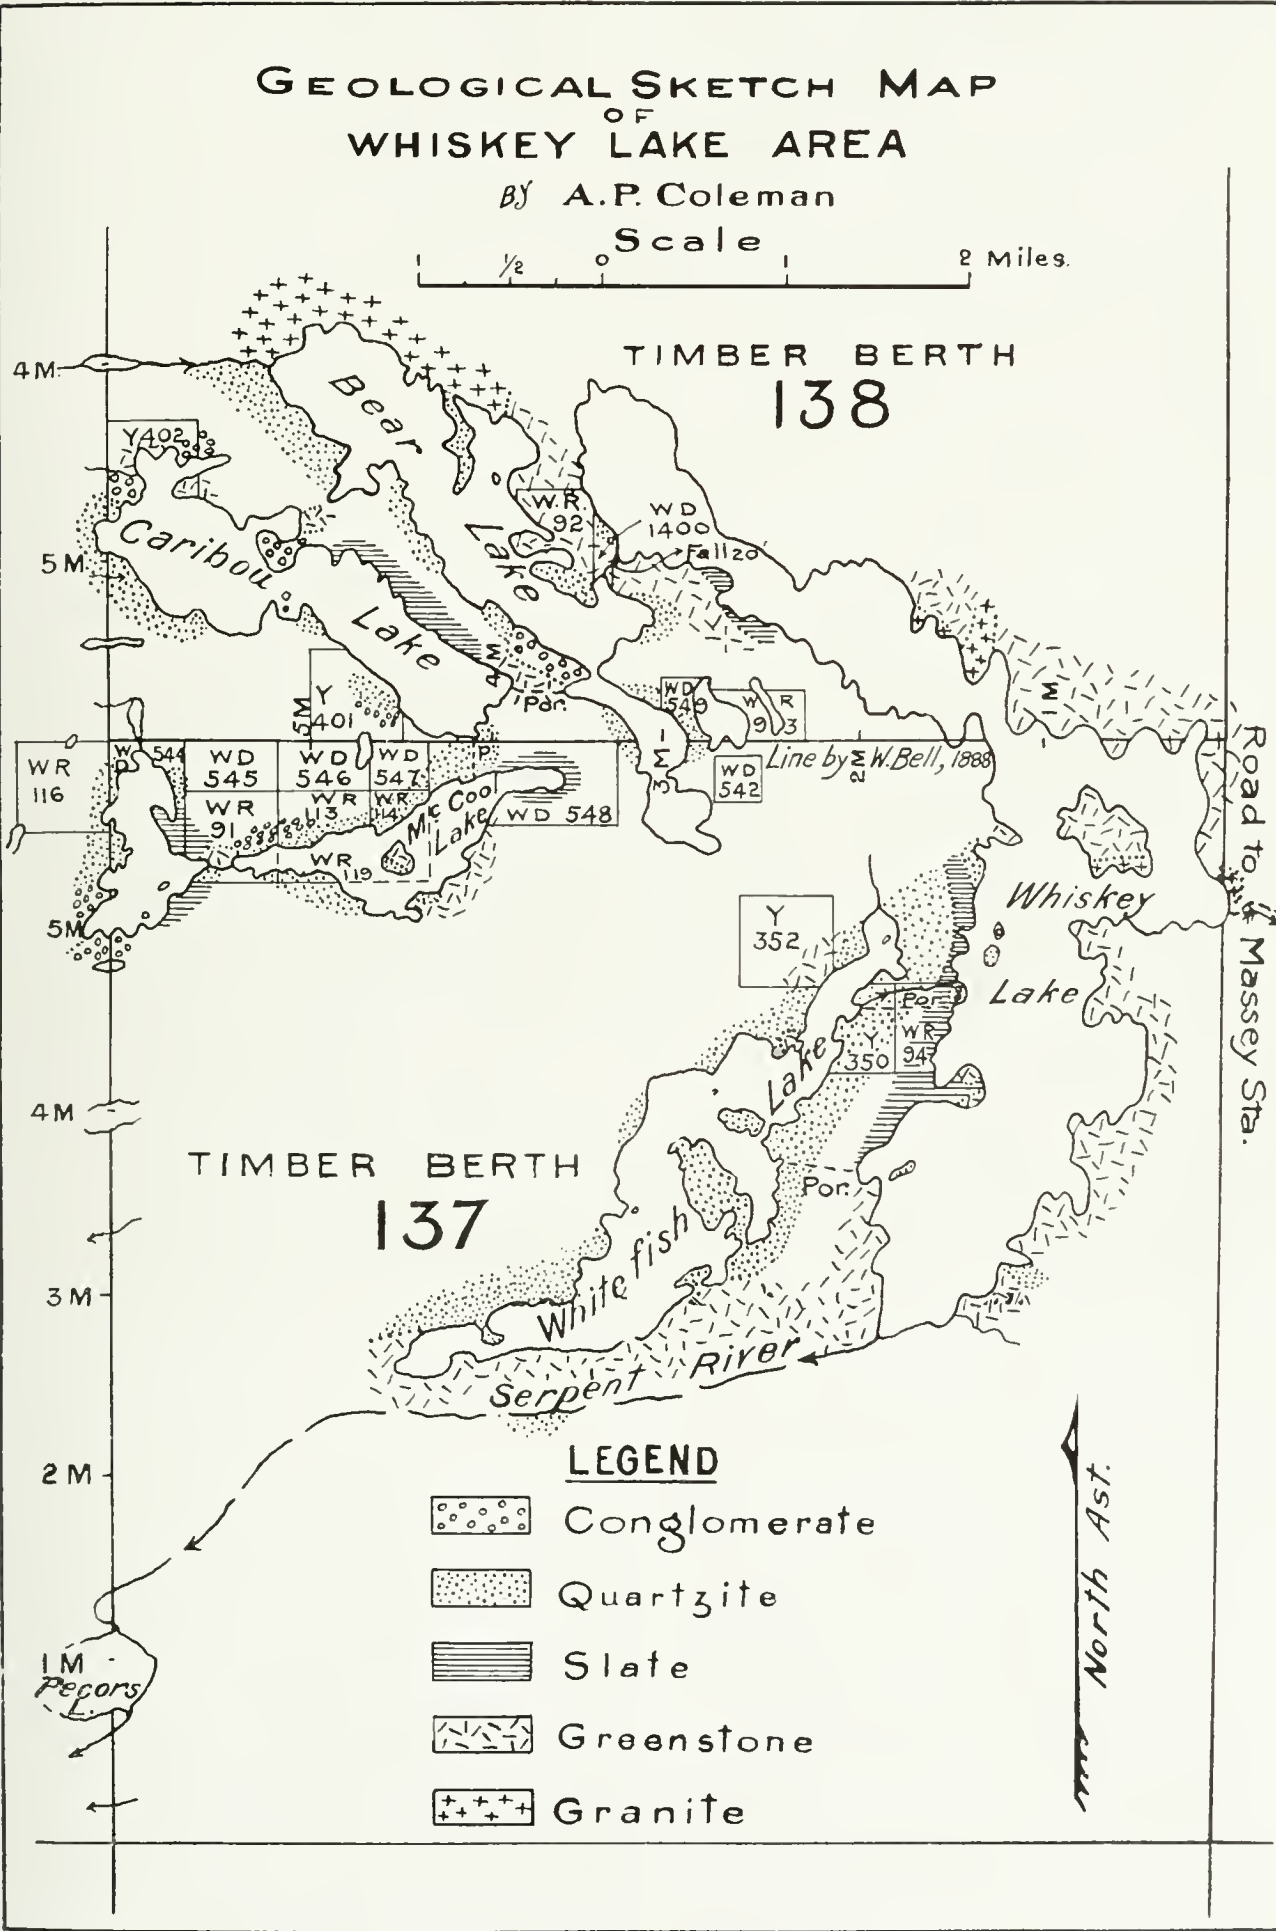 GEOLOGICAL SKETCH MAP
OF
WHISKEY LAKE AREA
BY A.P. Coleman
Scale
1 1/2 0 1 2 Miles.
TIMBER BERTH
138
4M
Bear
Lake
Y402
W.R
92
WD
1400
Fall 20'
Caribou
Lake
5M
4M
Par.
Y
401
5M
WD
549
W R
9 3
3M
1M
Line by W. Bell, 1888
2M
WD
542
WR
116
W
D
544
WD
545
WD
546
WD
547
P
WR
91
WR
113
WR
14
McCool
Lake
WD 548
WR
119
5M
Road to Massey Sta.
Whiskey
Lake
Y
352
Por.
Y
350
WR
94
4M
TIMBER BERTH
137
Por.
Whitefish
Lake
3M
Serpent River
2M
1M
Pecors
L.
LEGEND
Conglomerate
Quartzite
Slate
Greenstone
Granite
North Ast.